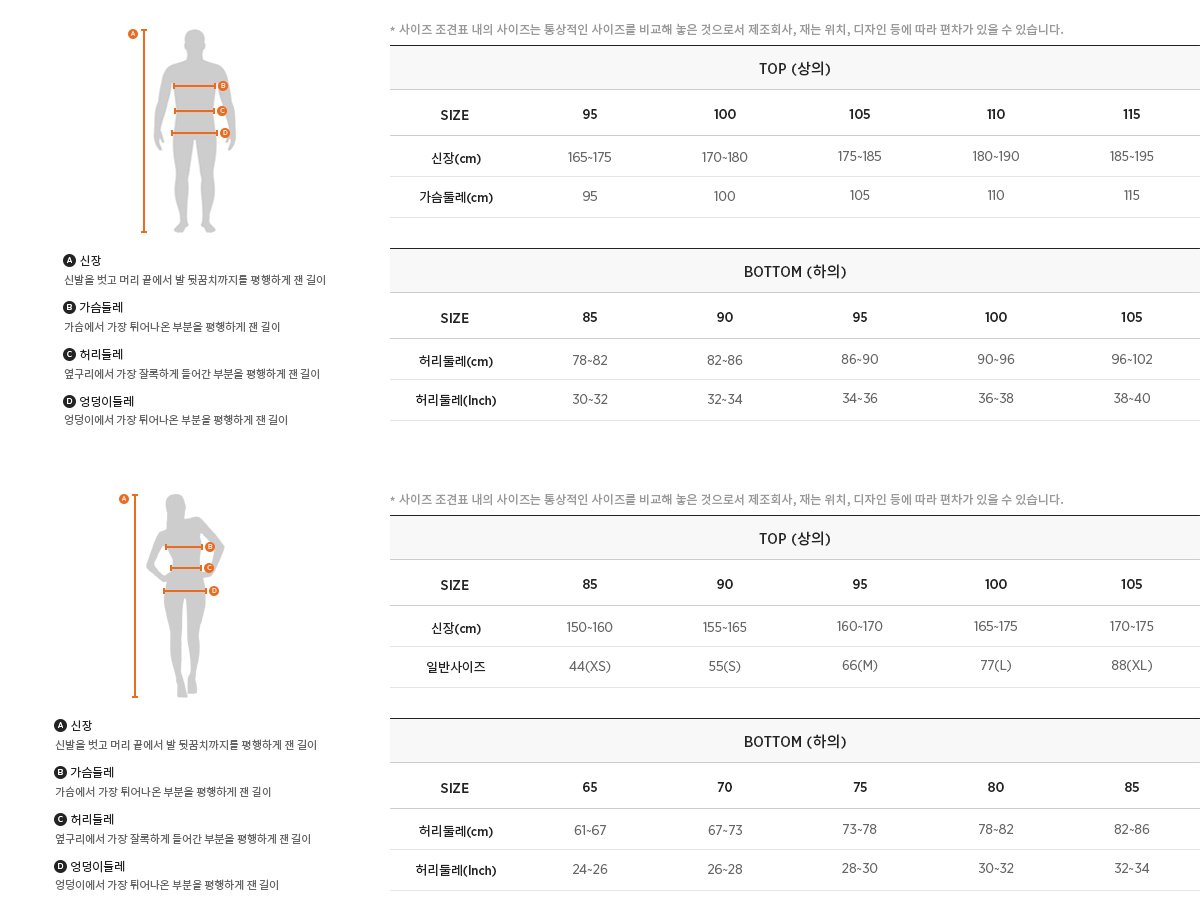 A
B
C
D
A 신장
신발을 벗고 머리 끝에서 발 뒷꿈치까지를 평행하게 잰 길이
B 가슴들레
가슴에서 가장 튀어나온 부분을 평행하게 잰 길이
C 허리들레
옆구리에서 가장 잘록하게 들어간 부분을 평행하게 잰 길이
D 엉덩이들레
엉덩이에서 가장 튀어나온 부분을 평행하게 잰 길이
* 사이즈 조견표 내의 사이즈는 통상적인 사이즈를 비교해 놓은 것으로서 제조회사, 재는 위치, 디자인 등에 따라 편차가 있을 수 있습니다.
TOP (상의)
SIZE 95 100 105 110 115
신장(cm) 165~175 170~180 175~185 180~190 185~195
가슴둘레(cm) 95 100 105 110 115
BOTTOM (하의)
SIZE 85 90 95 100 105
허리둘레(cm) 78~82 82~86 86~90 90~96 96~102
허리둘레(Inch) 30~32 32~34 34~36 36~38 38~40
A
B
C
D
A 신장
신발을 벗고 머리 끝에서 발 뒷꿈치까지를 평행하게 잰 길이
B 가슴들레
가슴에서 가장 튀어나온 부분을 평행하게 잰 길이
C 허리들레
옆구리에서 가장 잘록하게 들어간 부분을 평행하게 잰 길이
D 엉덩이들레
엉덩이에서 가장 튀어나온 부분을 평행하게 잰 길이
* 사이즈 조견표 내의 사이즈는 통상적인 사이즈를 비교해 놓은 것으로서 제조회사, 재는 위치, 디자인 등에 따라 편차가 있을 수 있습니다.
TOP (상의)
SIZE 85 90 95 100 105
신장(cm) 150~160 155~165 160~170 165~175 170~175
일반사이즈 44(XS) 55(S) 66(M) 77(L) 88(XL)
BOTTOM (하의)
SIZE 65 70 75 80 85
허리둘레(cm) 61~67 67~73 73~78 78~82 82~86
허리둘레(Inch) 24~26 26~28 28~30 30~32 32~34